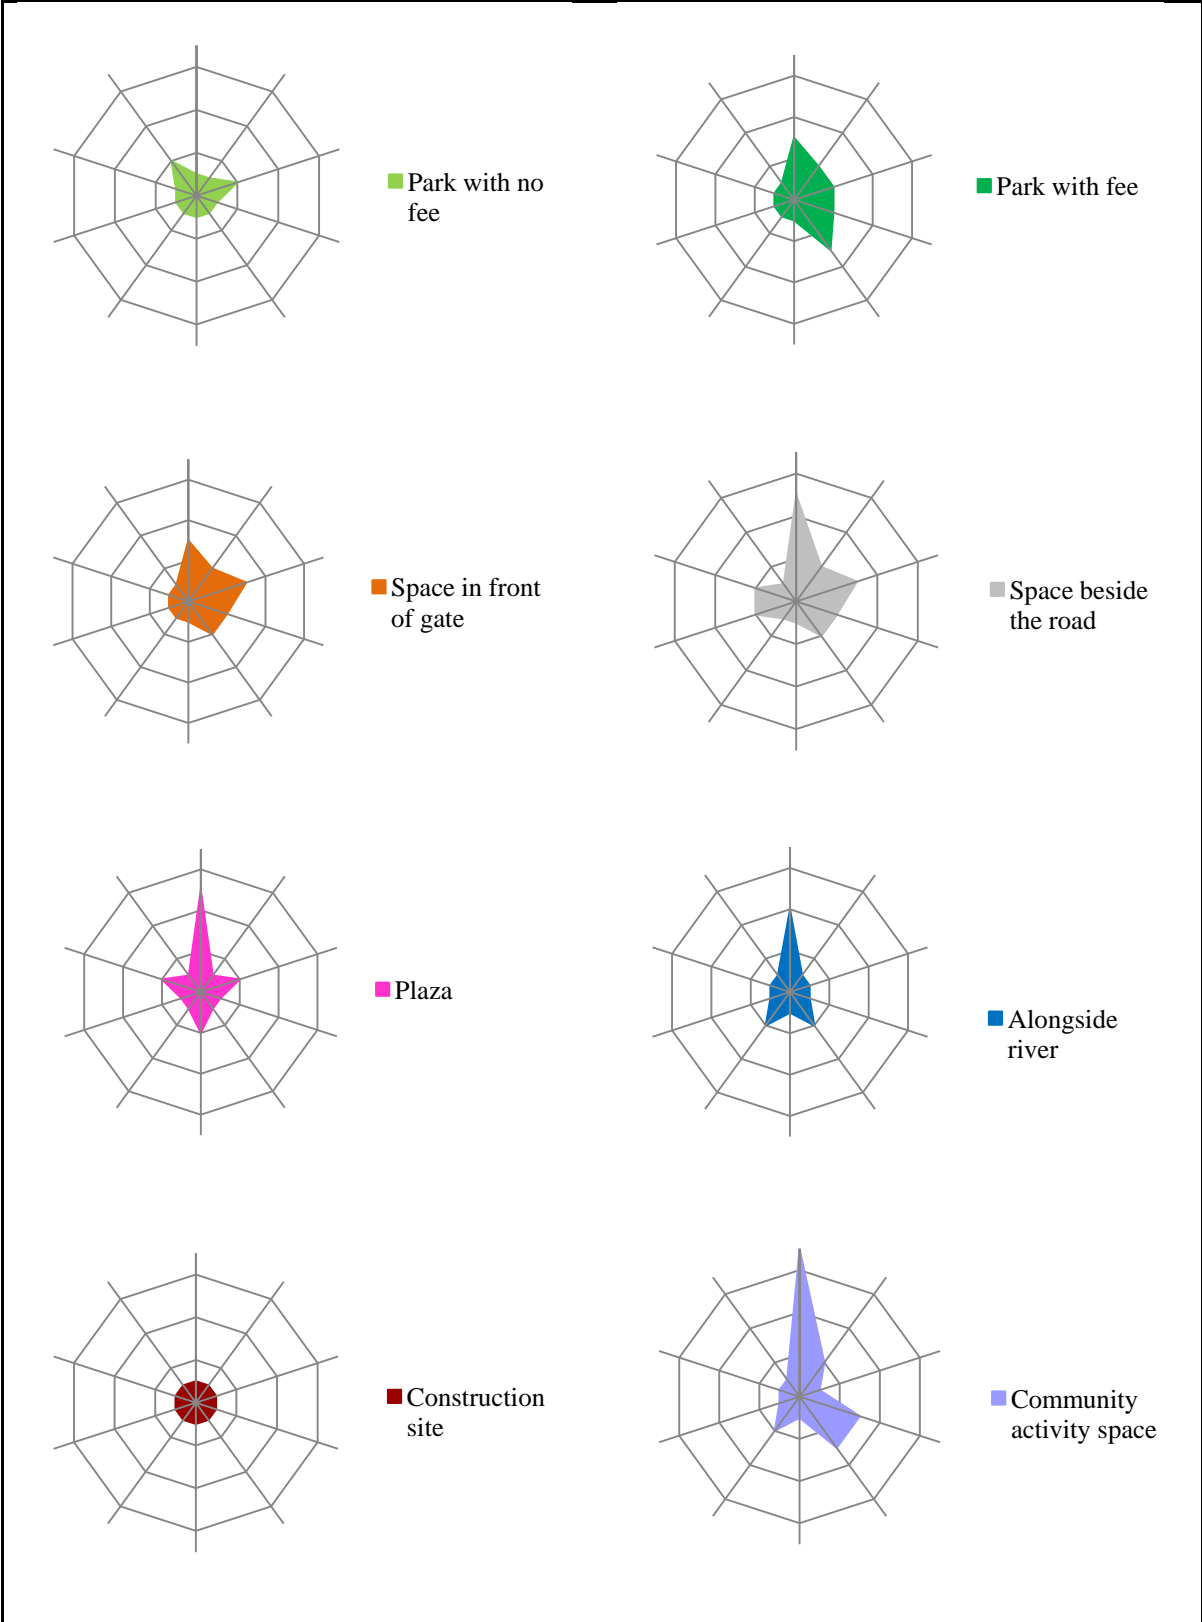 Park with no
fee
Park with fee
Space in front
of gate
Space beside
the road
Plaza
Alongside
river
Construction
site
Community
activity space